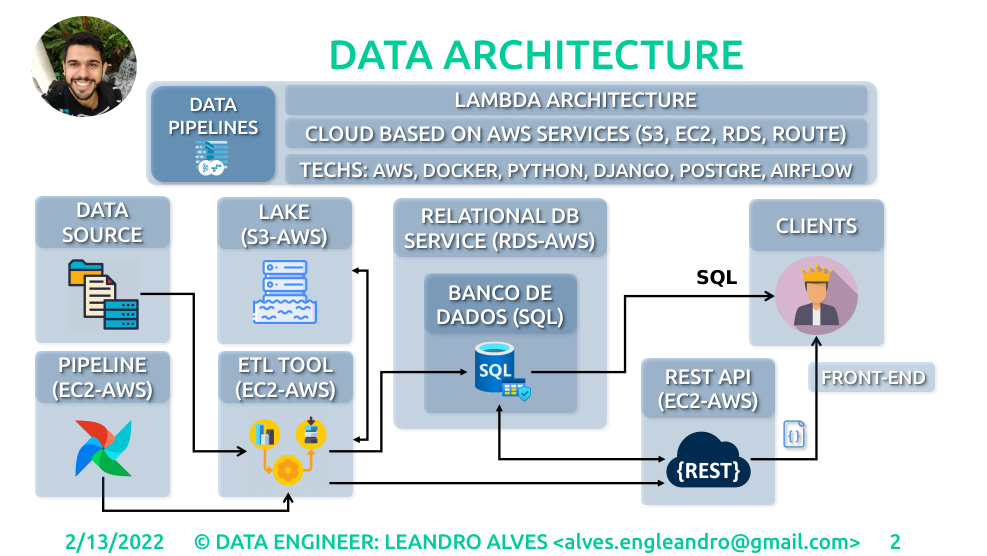 DATA ARCHITECTURE
DATA
PIPELINES
LAMBDA ARCHITECTURE
CLOUD BASED ON AWS SERVICES (S3, EC2, RDS, ROUTE)
TECHS: AWS, DOCKER, PYTHON, DJANGO, POSTGRE, AIRFLOW
DATA
SOURCE
LAKE
(S3-AWS)
RELATIONAL DB
SERVICE (RDS-AWS)
CLIENTS
SQL
BANCO DE
DADOS (SQL)
SQL
PIPELINE
(EC2-AWS)
ETL TOOL
(EC2-AWS)
REST API
(EC2-AWS)
FRONT-END
{ }
{REST}
2/13/2022 © DATA ENGINEER: LEANDRO ALVES <alves.engleandro@gmail.com> 2